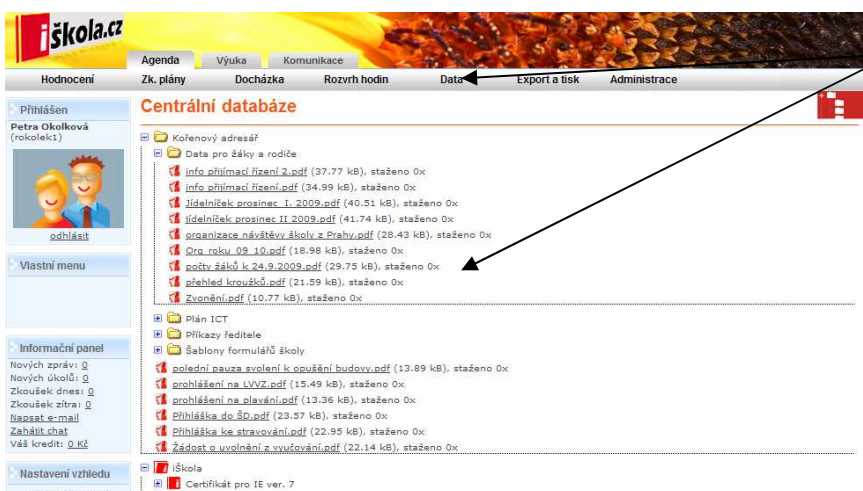 iškola.cz
Agenda Výuka Komunikace
Hodnocení Zk. plány Docházka Rozvrh hodin Data Export a tisk Administrace
Přihlášen
Petra Okolková
(rokolek1)
odhlásit
Vlastní menu
Informační panel
Nových zpráv: 0
Nových úkolů: 0
Zkoušek dnes: 0
Zkoušek zítra: 0
Napsat e-mail
Zahájit chat
Váš kredit: 0 Kč
Nastavení vzhledu
Centrální databáze
Kořenový adresář
Data pro žáky a rodiče
info přijímací řízení 2.pdf (37.77 kB), staženo 0x
info přijímací řízení.pdf (34.99 kB), staženo 0x
Jídelníček prosinec I. 2009.pdf (40.51 kB), staženo 0x
jídelníček prosinec II 2009.pdf (41.74 kB), staženo 0x
organizace návštěvy školy z Prahy.pdf (28.43 kB), staženo 0x
Org roku 09 10.pdf (18.98 kB), staženo 0x
počty žáků k 24.9.2009.pdf (29.75 kB), staženo 0x
přehled kroužků.pdf (21.59 kB), staženo 0x
Zvonění.pdf (10.77 kB), staženo 0x
Plán ICT
Příkazy ředitele
Šablony formulářů školy
polední pauza svolení k opušění budovy.pdf (13.89 kB), staženo 0x
prohlášení na LVVZ.pdf (15.49 kB), staženo 0x
prohlášení na plavání.pdf (13.36 kB), staženo 0x
Přihláška do ŠD.pdf (23.57 kB), staženo 0x
Přihláška ke stravování.pdf (22.95 kB), staženo 0x
Žádost o uvolnění z vyučování.pdf (22.14 kB), staženo 0x
iŠkola
Certifikát pro IE ver. 7